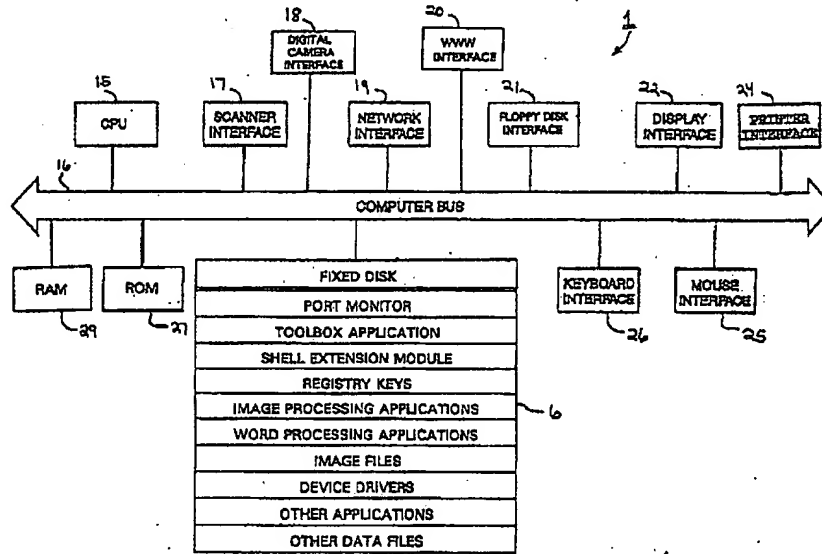 18
20
1
DIGITAL
CAMERA
INTERFACE
WWW
INTERFACE
15
17
19
21
22
24
CPU
SCANNER
INTERFACE
NETWORK
INTERFACE
FLOPPY DISK
INTERFACE
DISPLAY
INTERFACE
PRINTER
INTERFACE
16
COMPUTER BUS
RAM
ROM
FIXED DISK
KEYBOARD
INTERFACE
MOUSE
INTERFACE
29
27
26
25
PORT MONITOR
TOOLBOX APPLICATION
SHELL EXTENSION MODULE
REGISTRY KEYS
IMAGE PROCESSING APPLICATIONS
6
WORD PROCESSING APPLICATIONS
IMAGE FILES
DEVICE DRIVERS
OTHER APPLICATIONS
OTHER DATA FILES